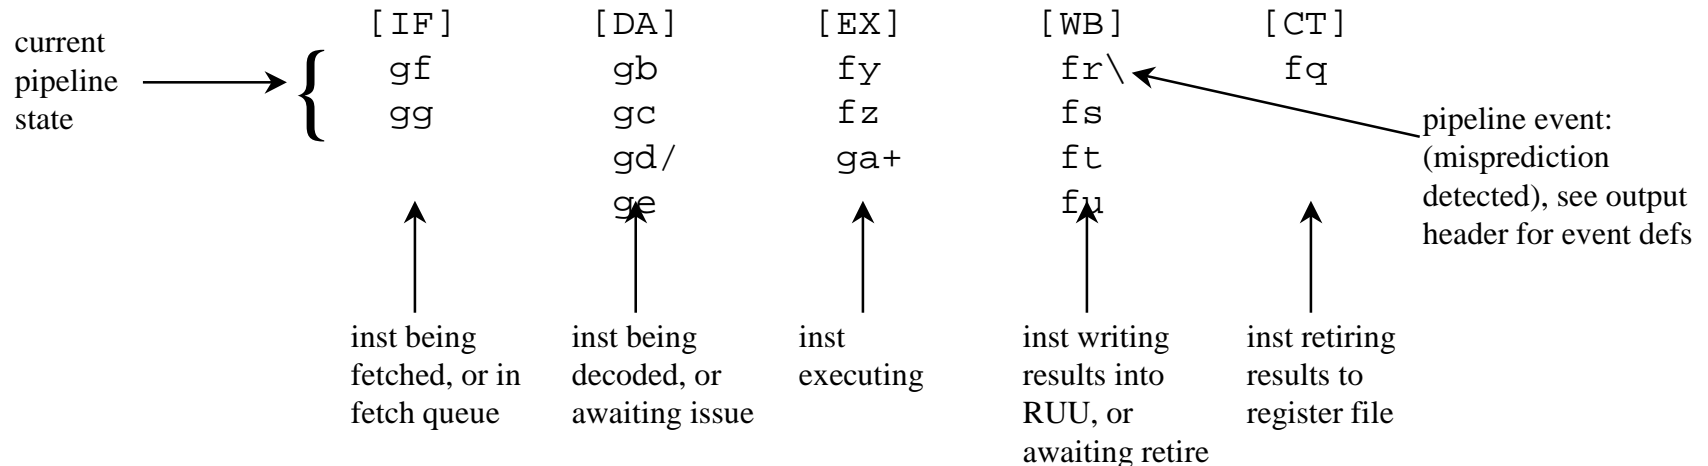 [IF] [DA] [EX] [WB] [CT]
current
pipeline
state
{
gf gb fy fr\ fq
gg gc fz fs
gd/ ga+ ft
ge fu
pipeline event:
(misprediction
detected), see output
header for event defs
inst being
fetched, or in
fetch queue
inst being
decoded, or
awaiting issue
inst
executing
inst writing
results into
RUU, or
awaiting retire
inst retiring
results to
register file